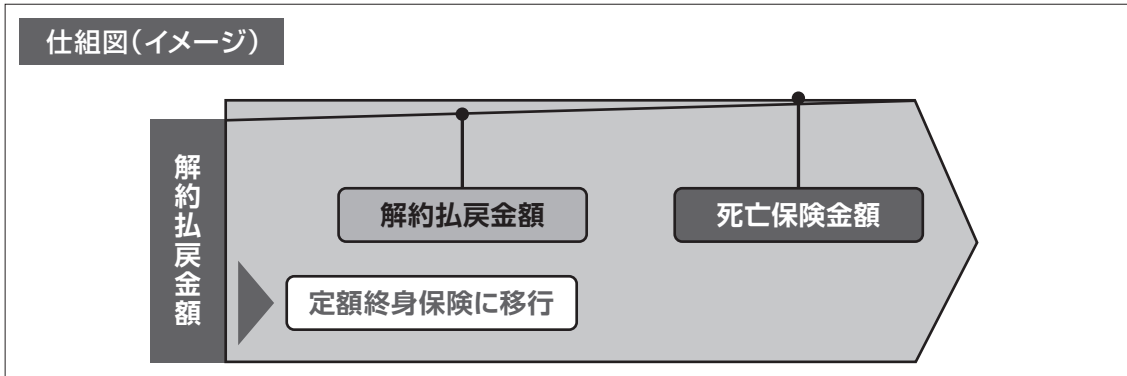 仕組図(イメージ)
解約払戻金額
解約払戻金額
死亡保険金額
定額終身保険に移行